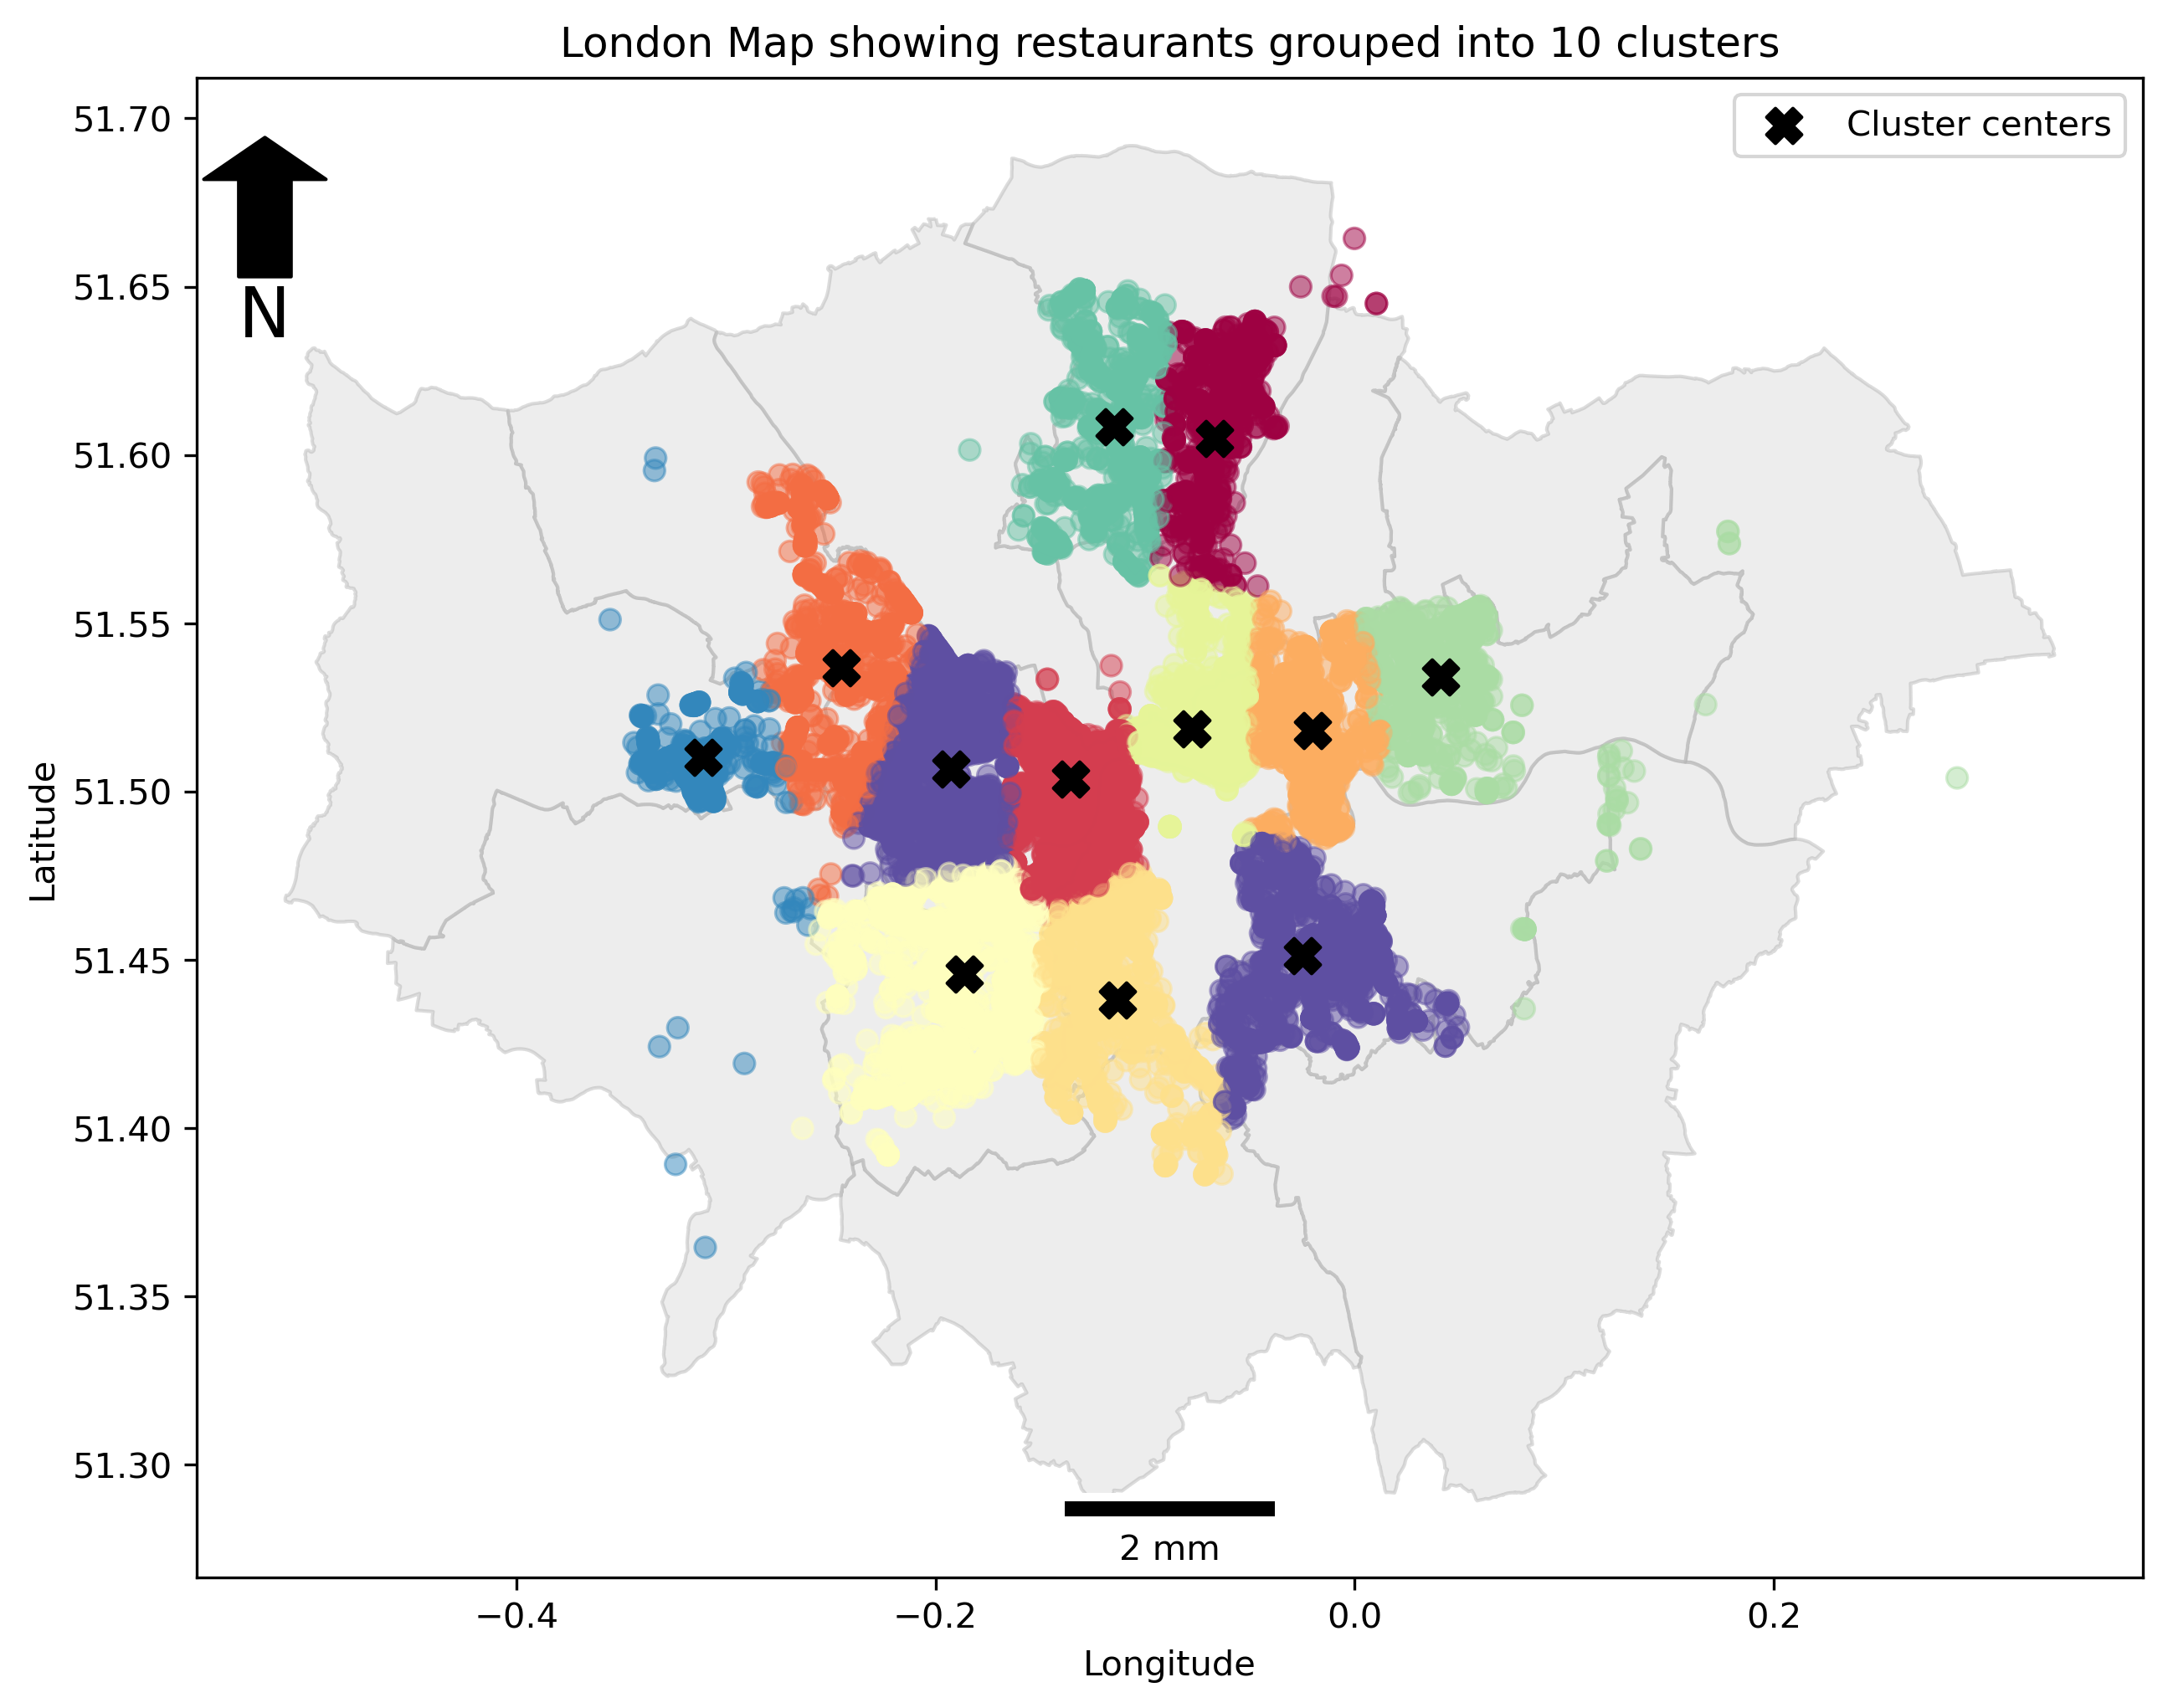 London Map showing restaurants grouped into 10 clusters
Cluster centers
N
51.70
51.65
51.60
51.55
51.50
51.45
51.40
51.35
51.30
Latitude
2 mm
−0.4
−0.2
0.0
0.2
Longitude